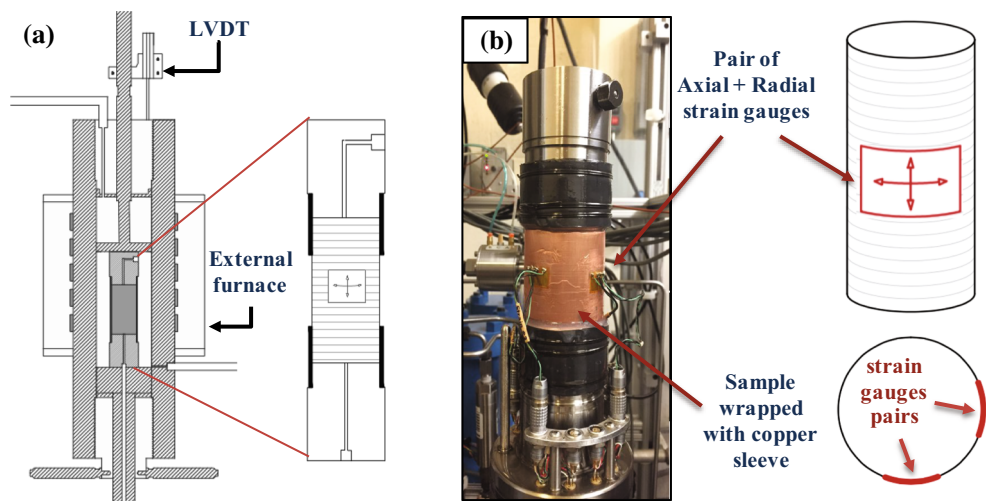 (a)
LVDT
External
furnace
(b)
Pair of
Axial + Radial
strain gauges
Sample
wrapped
with copper
sleeve
strain
gauges
pairs